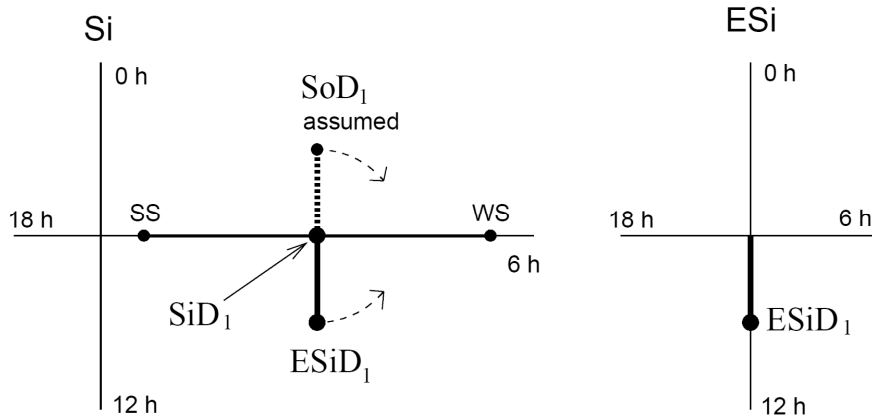 Si
0 h
SoD1
assumed
18 h
SS
WS
6 h
SiD1
ESiD1
12 h
ESi
0 h
18 h
6 h
ESiD1
12 h